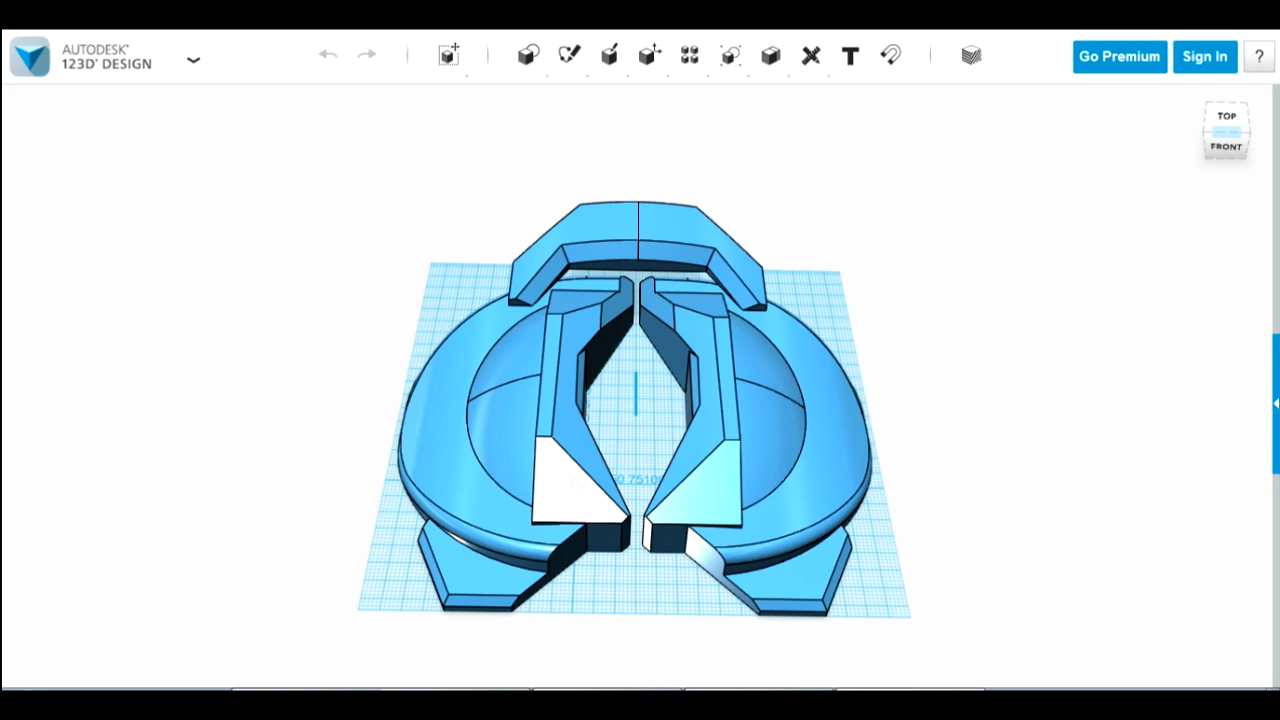 AUTODESK®
123D® DESIGN
Go Premium
Sign In
?
TOP
FRONT